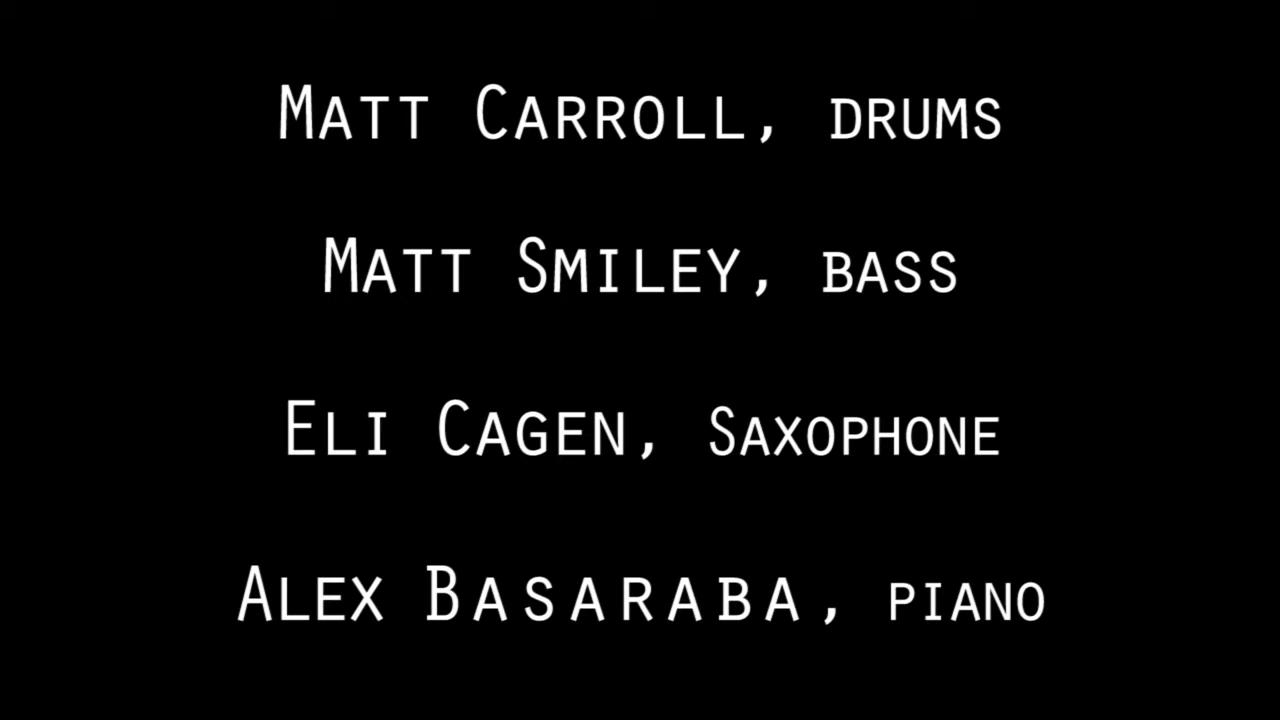 Matt Carroll, drums
Matt Smiley, bass
Eli Cagen, Saxophone
Alex Basaraba, piano